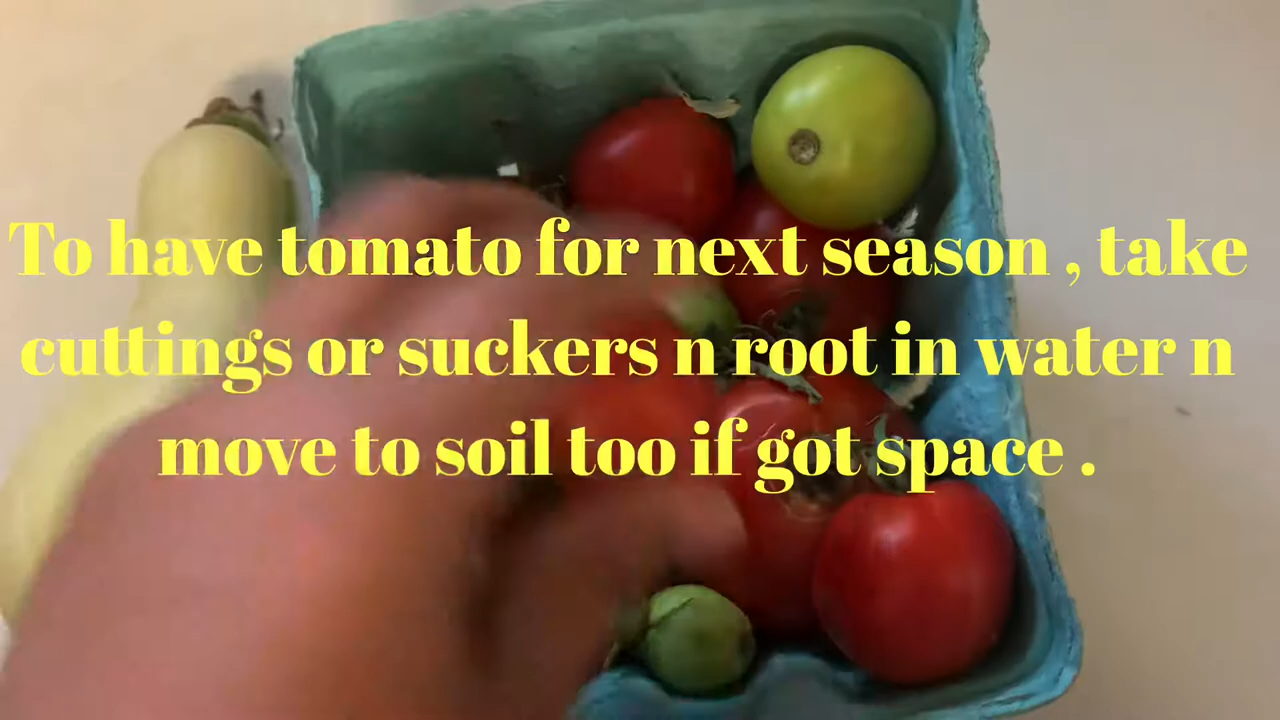 To have tomato for next season , take
cuttings or suckers n root in water n
move to soil too if got space .